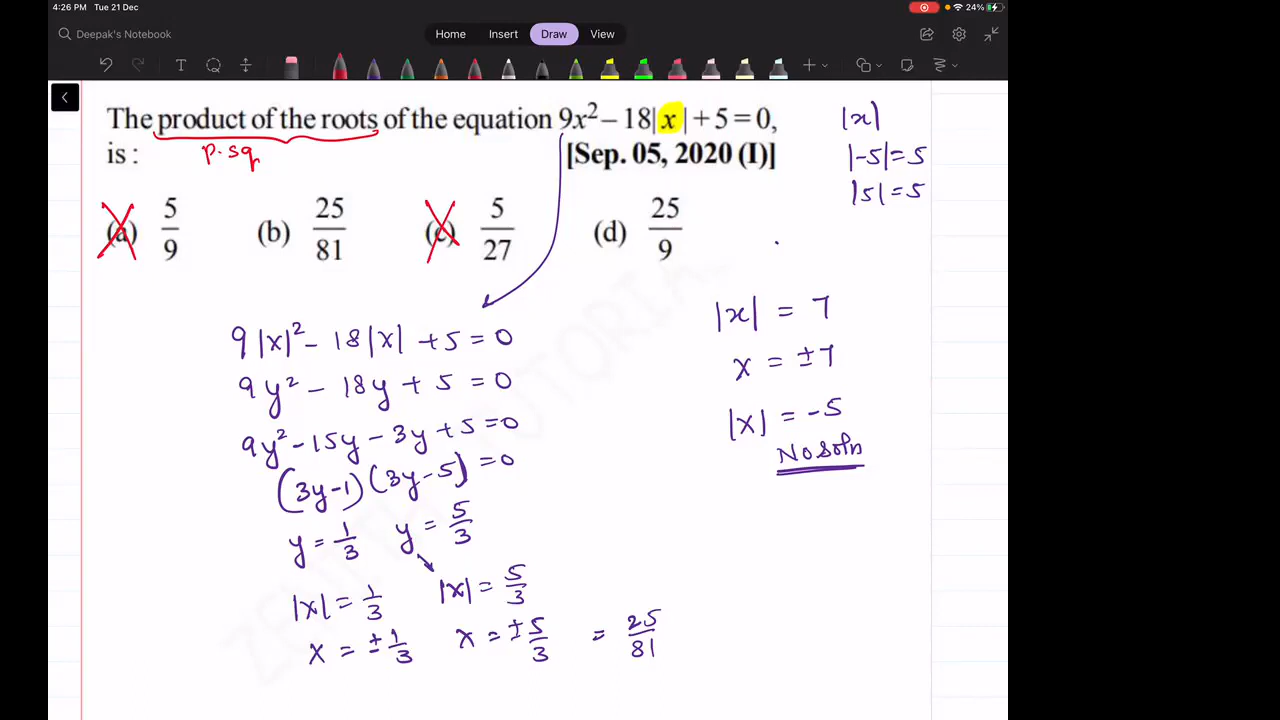 4:26 PM Tue 21 Dec 24%
Deepak's Notebook Home Insert Draw View
The product of the roots of the equation 9x² – 18|x| + 5 = 0,
is : [Sep. 05, 2020 (I)]
p. sq
(a) 5/9 (b) 25/81 (c) 5/27 (d) 25/9
|x|
|-5| = 5
|5| = 5
9|x|² - 18|x| + 5 = 0
9y² - 18y + 5 = 0
9y² - 15y - 3y + 5 = 0
(3y-1)(3y-5) = 0
y = 1/3 y = 5/3
|x| = 1/3 |x| = 5/3
x = ± 1/3 x = ± 5/3 = 25/81
|x| = 7
x = ±7
|x| = -5
No soln